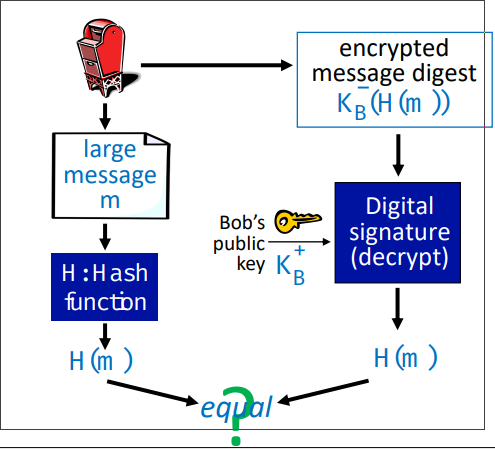 encrypted
message digest
K_B^-(H(m))
large
message
m
Bob's
public
key
K_B^+
Digital
signature
(decrypt)
H:Hash
function
H(m)
H(m)
equal
?